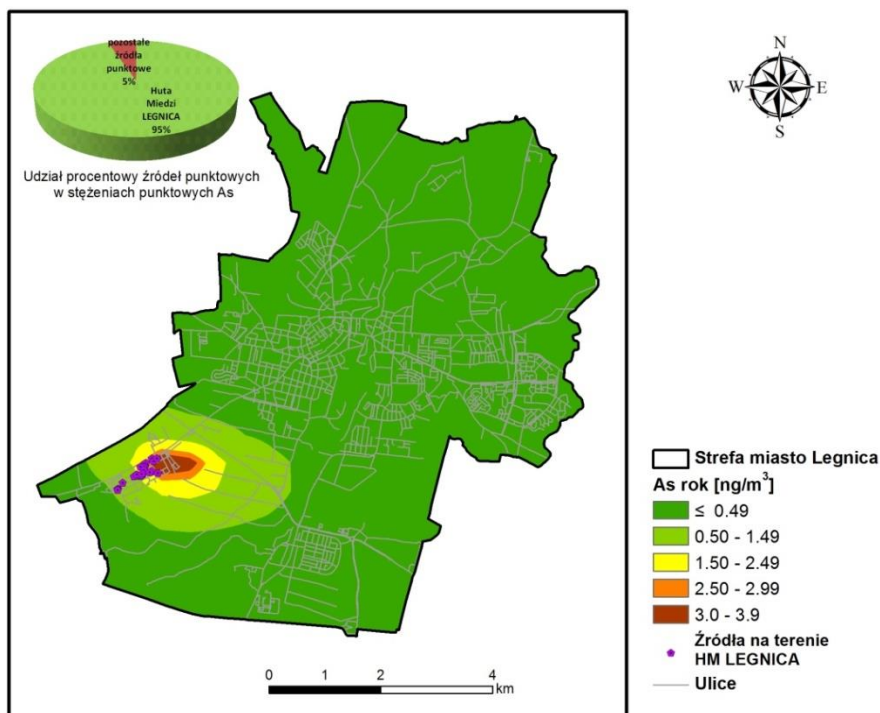 pozostałe
źródła
punktowe
5%
Huta
Miedzi
LEGNICA
95%
Udział procentowy źródeł punktowych
w stężeniach punktowych As
N
W
E
S
Strefa miasto Legnica
As rok [ng/m³]
≤ 0.49
0.50 - 1.49
1.50 - 2.49
2.50 - 2.99
3.0 - 3.9
Źródła na terenie
HM LEGNICA
Ulice
0 1 2 4
km